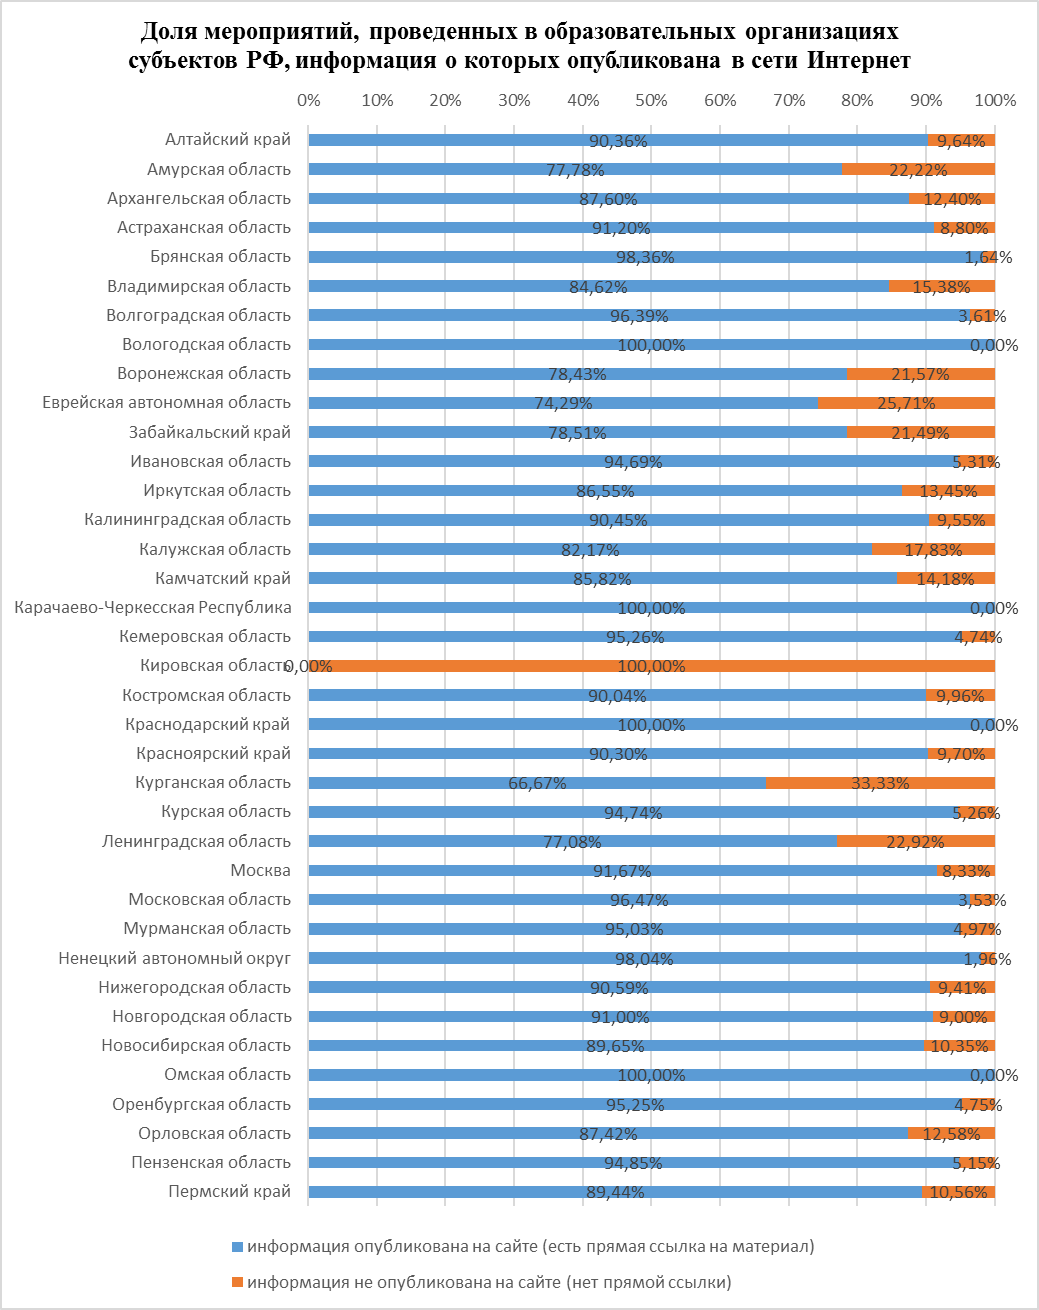 Доля мероприятий, проведенных в образовательных организациях
субъектов РФ, информация о которых опубликована в сети Интернет
0% 10% 20% 30% 40% 50% 60% 70% 80% 90% 100%
Алтайский край 90,36% 9,64%
Амурская область 77,78% 22,22%
Архангельская область 87,60% 12,40%
Астраханская область 91,20% 8,80%
Брянская область 98,36% 1,64%
Владимирская область 84,62% 15,38%
Волгоградская область 96,39% 3,61%
Вологодская область 100,00% 0,00%
Воронежская область 78,43% 21,57%
Еврейская автономная область 74,29% 25,71%
Забайкальский край 78,51% 21,49%
Ивановская область 94,69% 5,31%
Иркутская область 86,55% 13,45%
Калининградская область 90,45% 9,55%
Калужская область 82,17% 17,83%
Камчатский край 85,82% 14,18%
Карачаево-Черкесская Республика 100,00% 0,00%
Кемеровская область 95,26% 4,74%
Кировская область 0,00% 100,00%
Костромская область 90,04% 9,96%
Краснодарский край 100,00% 0,00%
Красноярский край 90,30% 9,70%
Курганская область 66,67% 33,33%
Курская область 94,74% 5,26%
Ленинградская область 77,08% 22,92%
Москва 91,67% 8,33%
Московская область 96,47% 3,53%
Мурманская область 95,03% 4,97%
Ненецкий автономный округ 98,04% 1,96%
Нижегородская область 90,59% 9,41%
Новгородская область 91,00% 9,00%
Новосибирская область 89,65% 10,35%
Омская область 100,00% 0,00%
Оренбургская область 95,25% 4,75%
Орловская область 87,42% 12,58%
Пензенская область 94,85% 5,15%
Пермский край 89,44% 10,56%
информация опубликована на сайте (есть прямая ссылка на материал)
информация не опубликована на сайте (нет прямой ссылки)